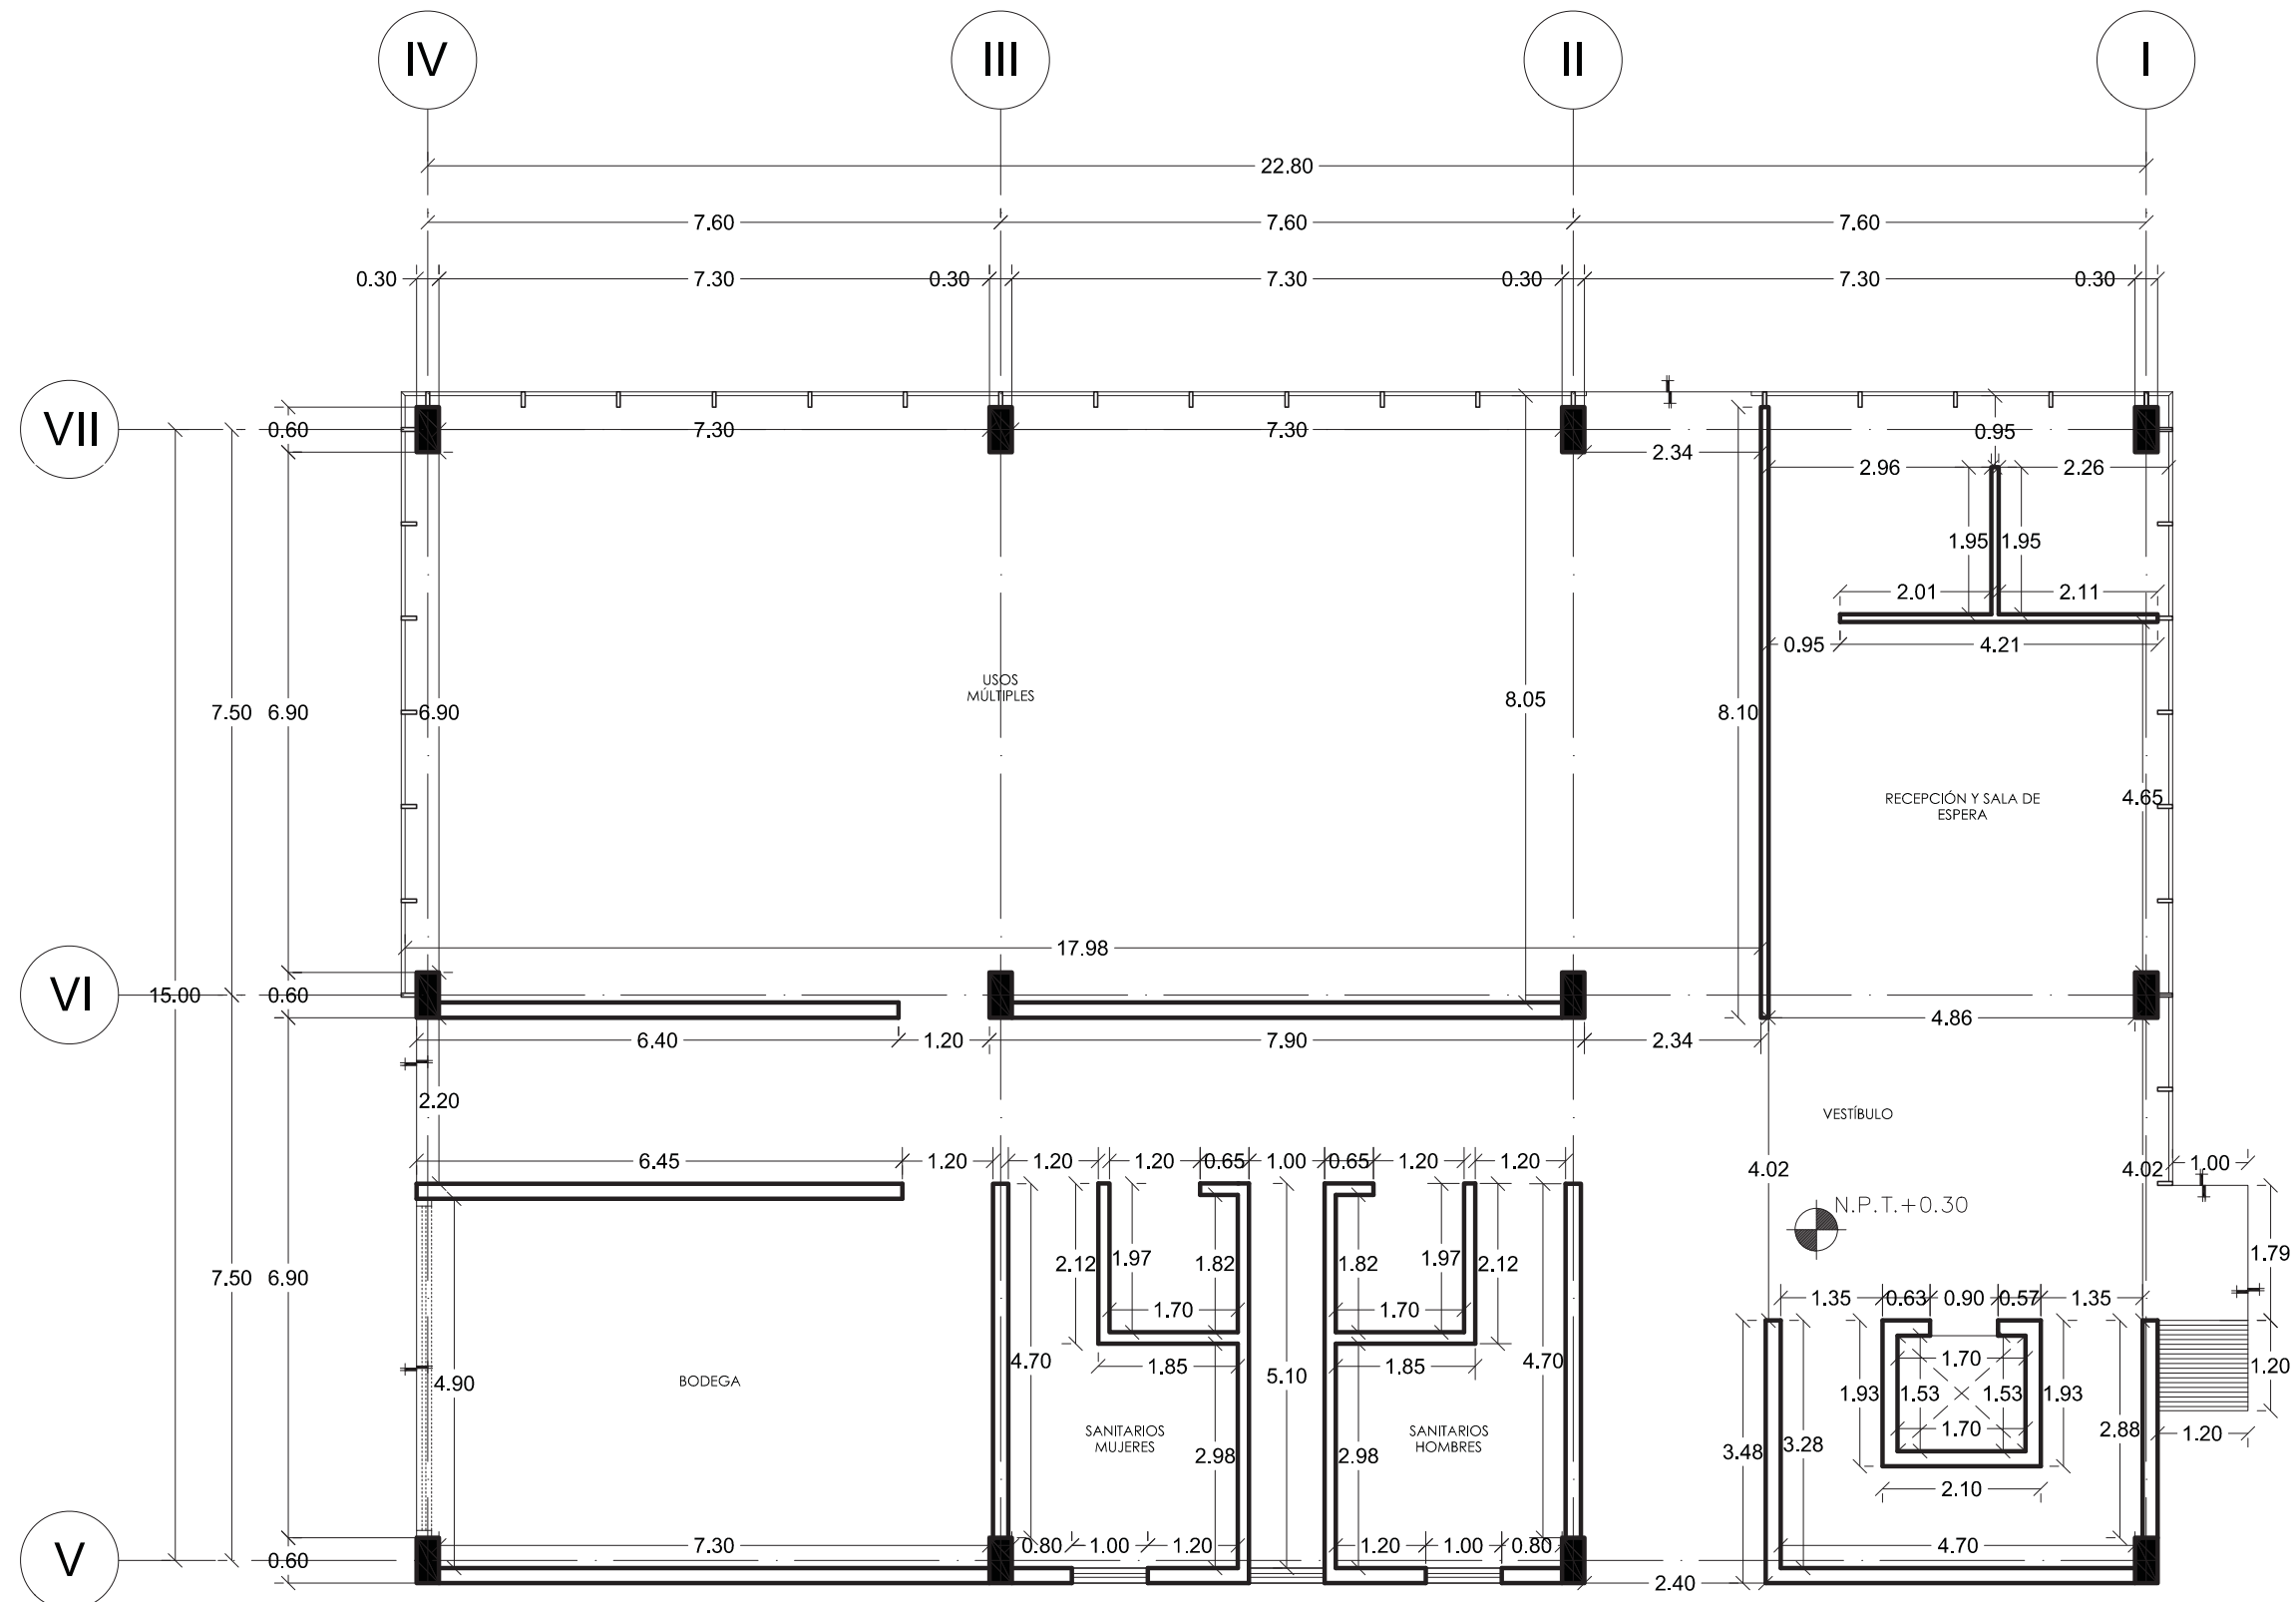 IV III II I
22.80
7.60 7.60 7.60
0.30 7.30 0.30 7.30 0.30 7.30 0.30
VII 0.60 7.30 7.30 0.95
2.34 2.96 2.26
1.95 1.95
2.01 2.11
0.95 4.21
USOS
MÚLTIPLES
7.50 6.90 6.90 8.05 8.10
RECEPCIÓN Y SALA DE
ESPERA
4.65
17.98
VI 15.00 0.60
4.86
6.40 1.20 7.90 2.34
2.20
VESTÍBULO
6.45 1.20 1.20 1.20 0.65 1.00 0.65 1.20 1.20 4.02 4.02 1.00
N.P.T.+0.30
2.12 1.97 1.82 1.82 1.97 2.12 1.79
7.50 6.90
1.70 1.70 1.35 0.63 0.90 0.57 1.35
4.70 1.85 5.10 1.85 4.70 1.70 1.20
4.90 BODEGA 1.93 1.53 1.53 1.93
SANITARIOS
MUJERES
SANITARIOS
HOMBRES
1.70 2.88 1.20
2.98 2.98 3.48 3.28
2.10
7.30 0.80 1.00 1.20 1.20 1.00 0.80 4.70
V 0.60
2.40